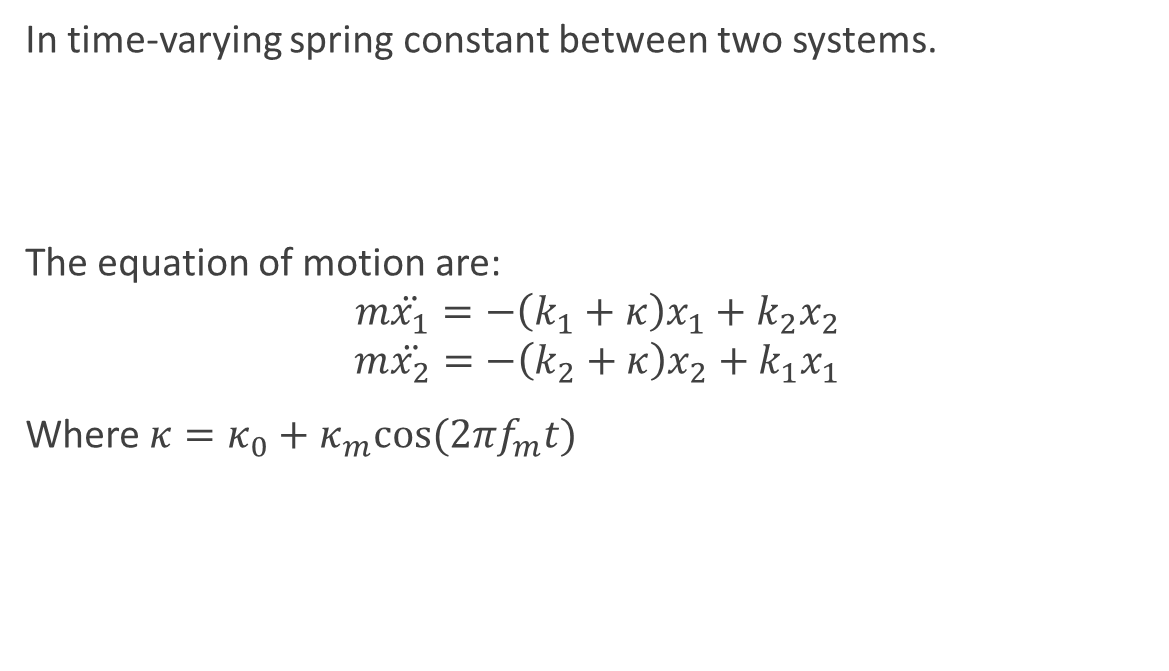 In time-varying spring constant between two systems.
The equation of motion are:
mẍ₁ = −(k₁ + κ)x₁ + k₂x₂
mẍ₂ = −(k₂ + κ)x₂ + k₁x₁
Where κ = κ₀ + κₘcos(2πfₘt)